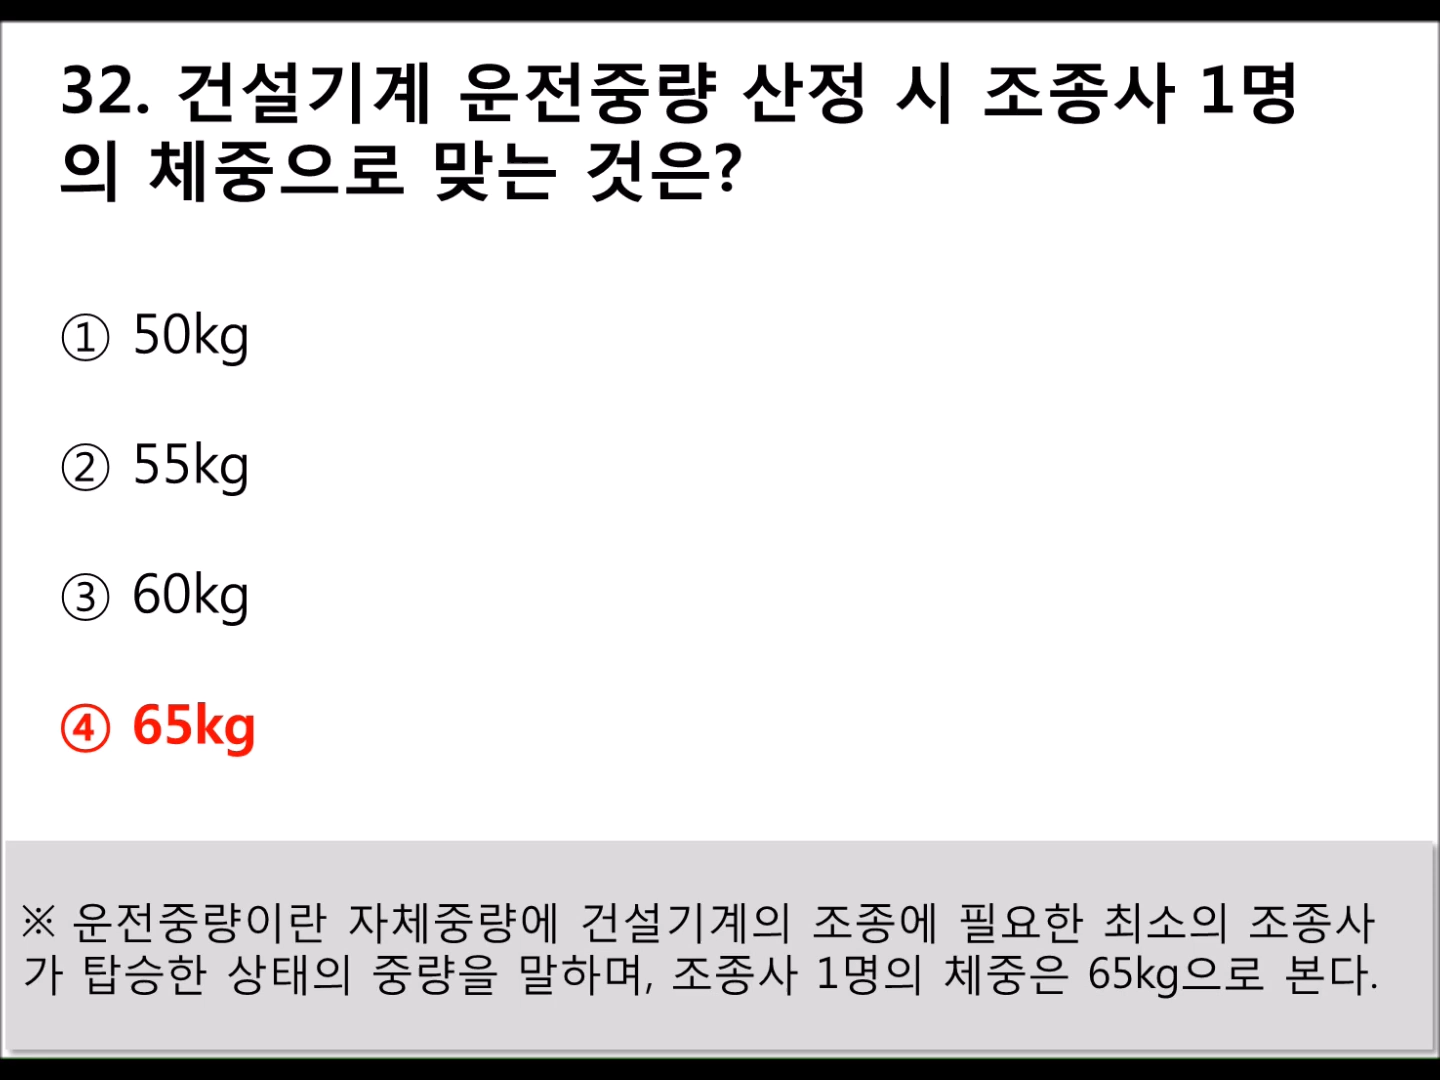 32. 건설기계 운전중량 산정 시 조종사 1명
의 체중으로 맞는 것은?
① 50kg
② 55kg
③ 60kg
④ 65kg
※ 운전중량이란 자체중량에 건설기계의 조종에 필요한 최소의 조종사
가 탑승한 상태의 중량을 말하며, 조종사 1명의 체중은 65kg으로 본다.